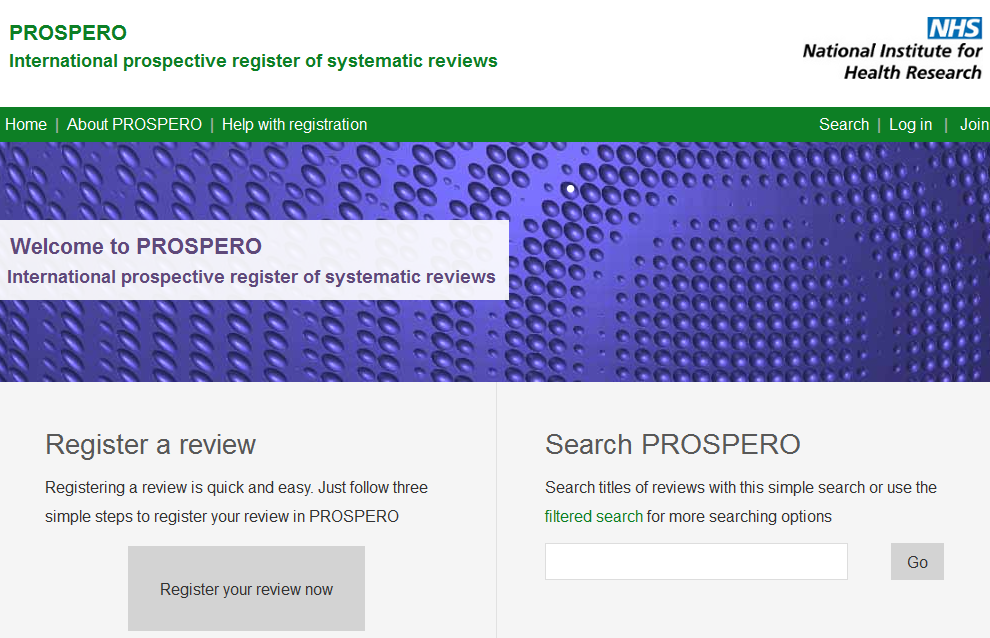 PROSPERO
International prospective register of systematic reviews
NHS
National Institute for
Health Research
Home | About PROSPERO | Help with registration
Search | Log in | Join
Welcome to PROSPERO
International prospective register of systematic reviews
Register a review
Registering a review is quick and easy. Just follow three
simple steps to register your review in PROSPERO
Register your review now
Search PROSPERO
Search titles of reviews with this simple search or use the
filtered search for more searching options
Go